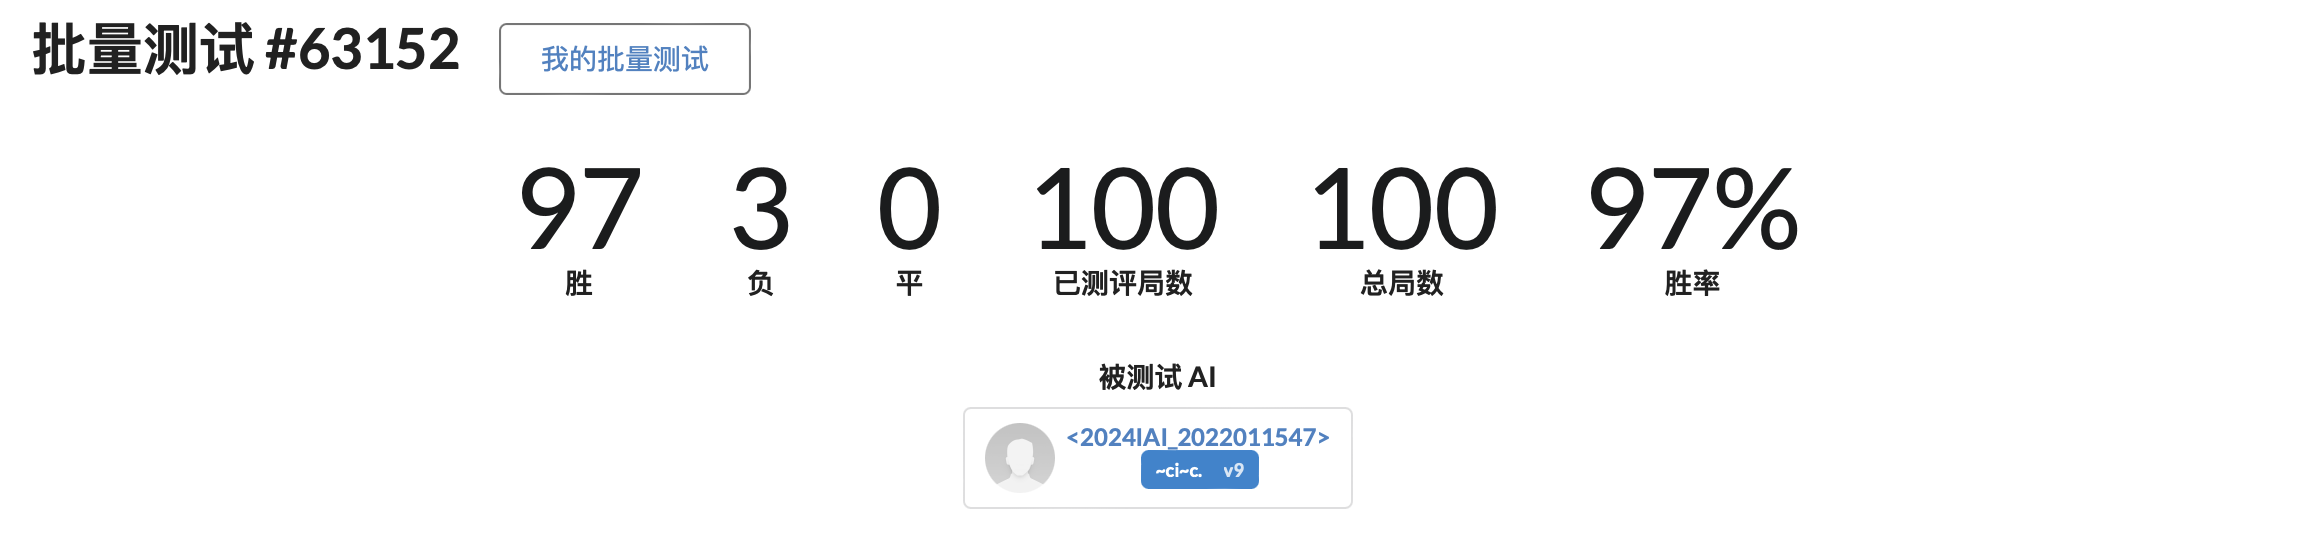 批量测试 #63152 我的批量测试
97 3 0 100 100 97%
胜 负 平 已测评局数 总局数 胜率
被测试 AI
<2024IAI_2022011547>
~ci~c. v9